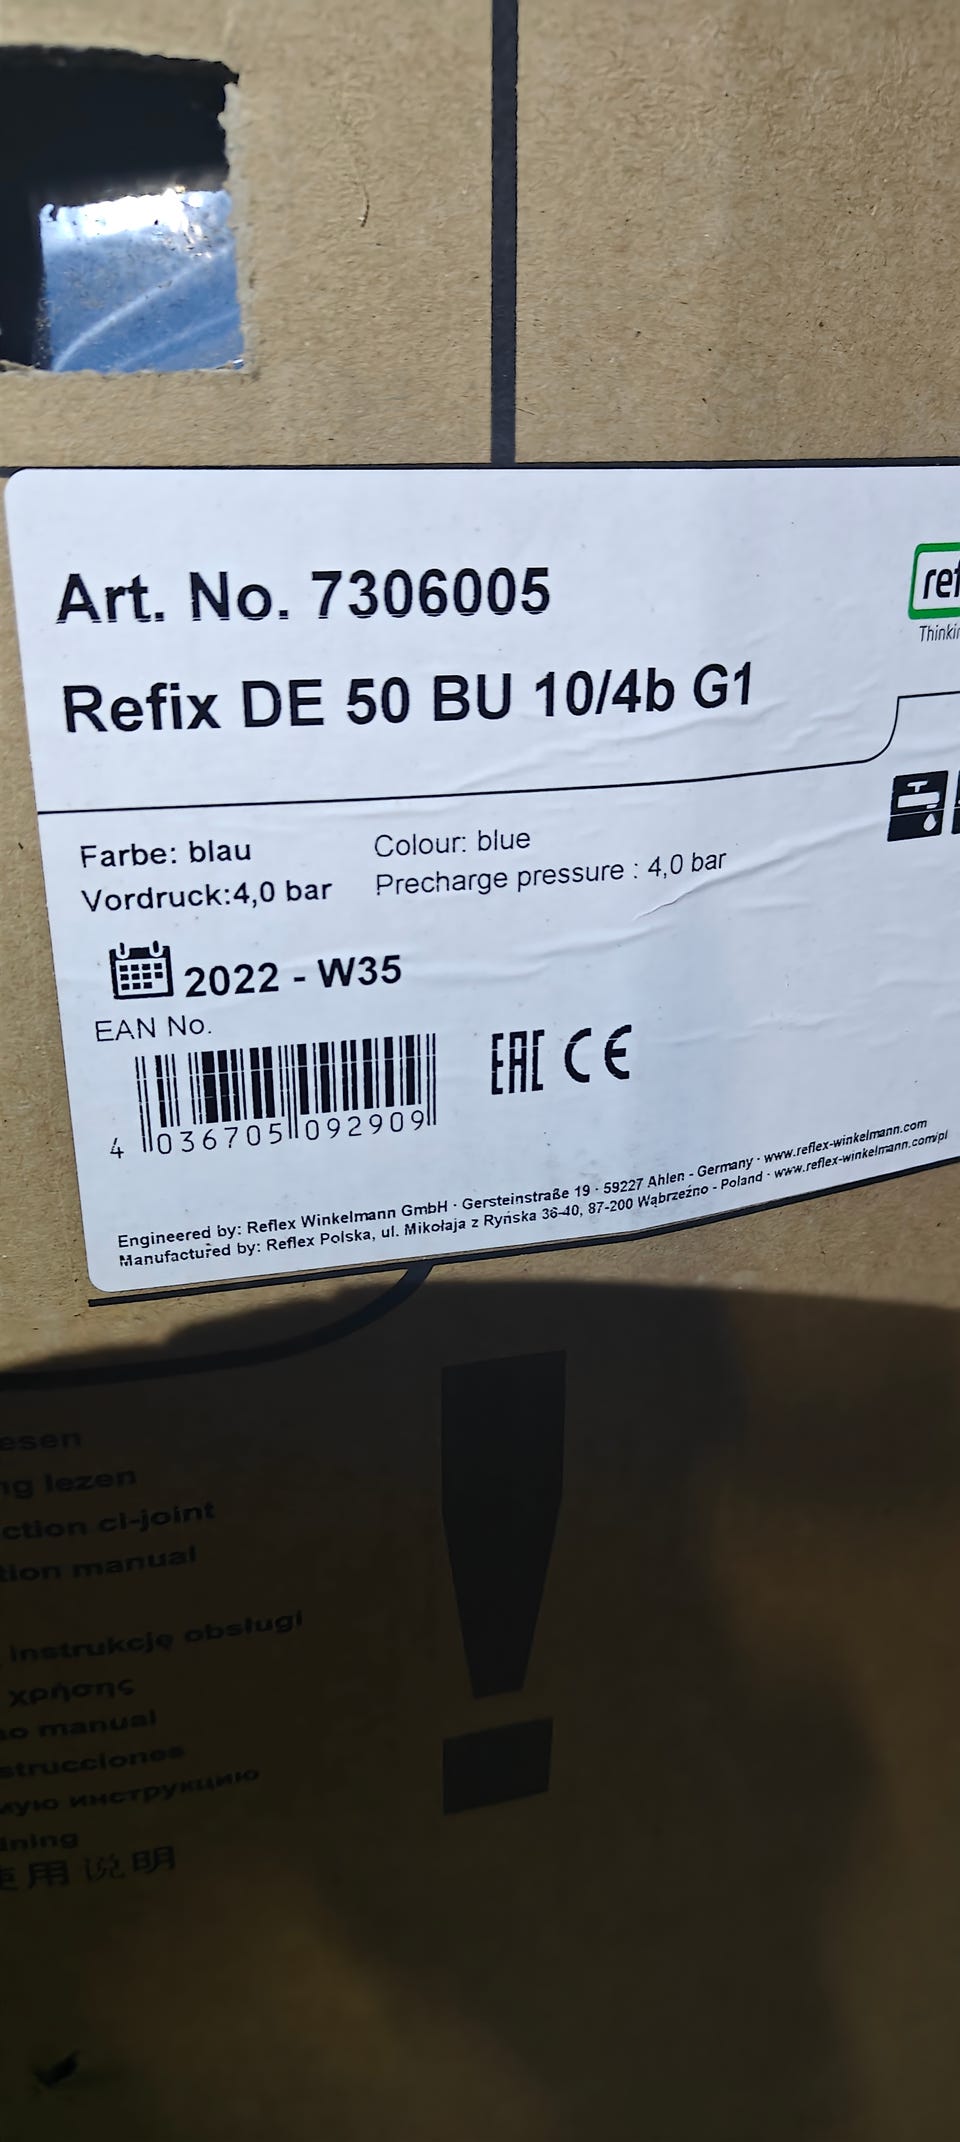 Art. No. 7306005
Refix DE 50 BU 10/4b G1
Farbe: blau
Vordruck:4,0 bar
Colour: blue
Precharge pressure : 4,0 bar
2022 - W35
EAN No.
4 036705 092909
EAC CE
Engineered by: Reflex Winkelmann GmbH · Gersteinstraße 19 · 59227 Ahlen - Germany · www.reflex-winkelmann.com
Manufactured by: Reflex Polska, ul. Mikołaja z Ryńska 36-40, 87-200 Wąbrzeźno - Poland · www.reflex-winkelmann.com/pl
lezen
ci-joint
manual
instrukcję obsługi
χρήσης
manual
инструкцию
用说明
!